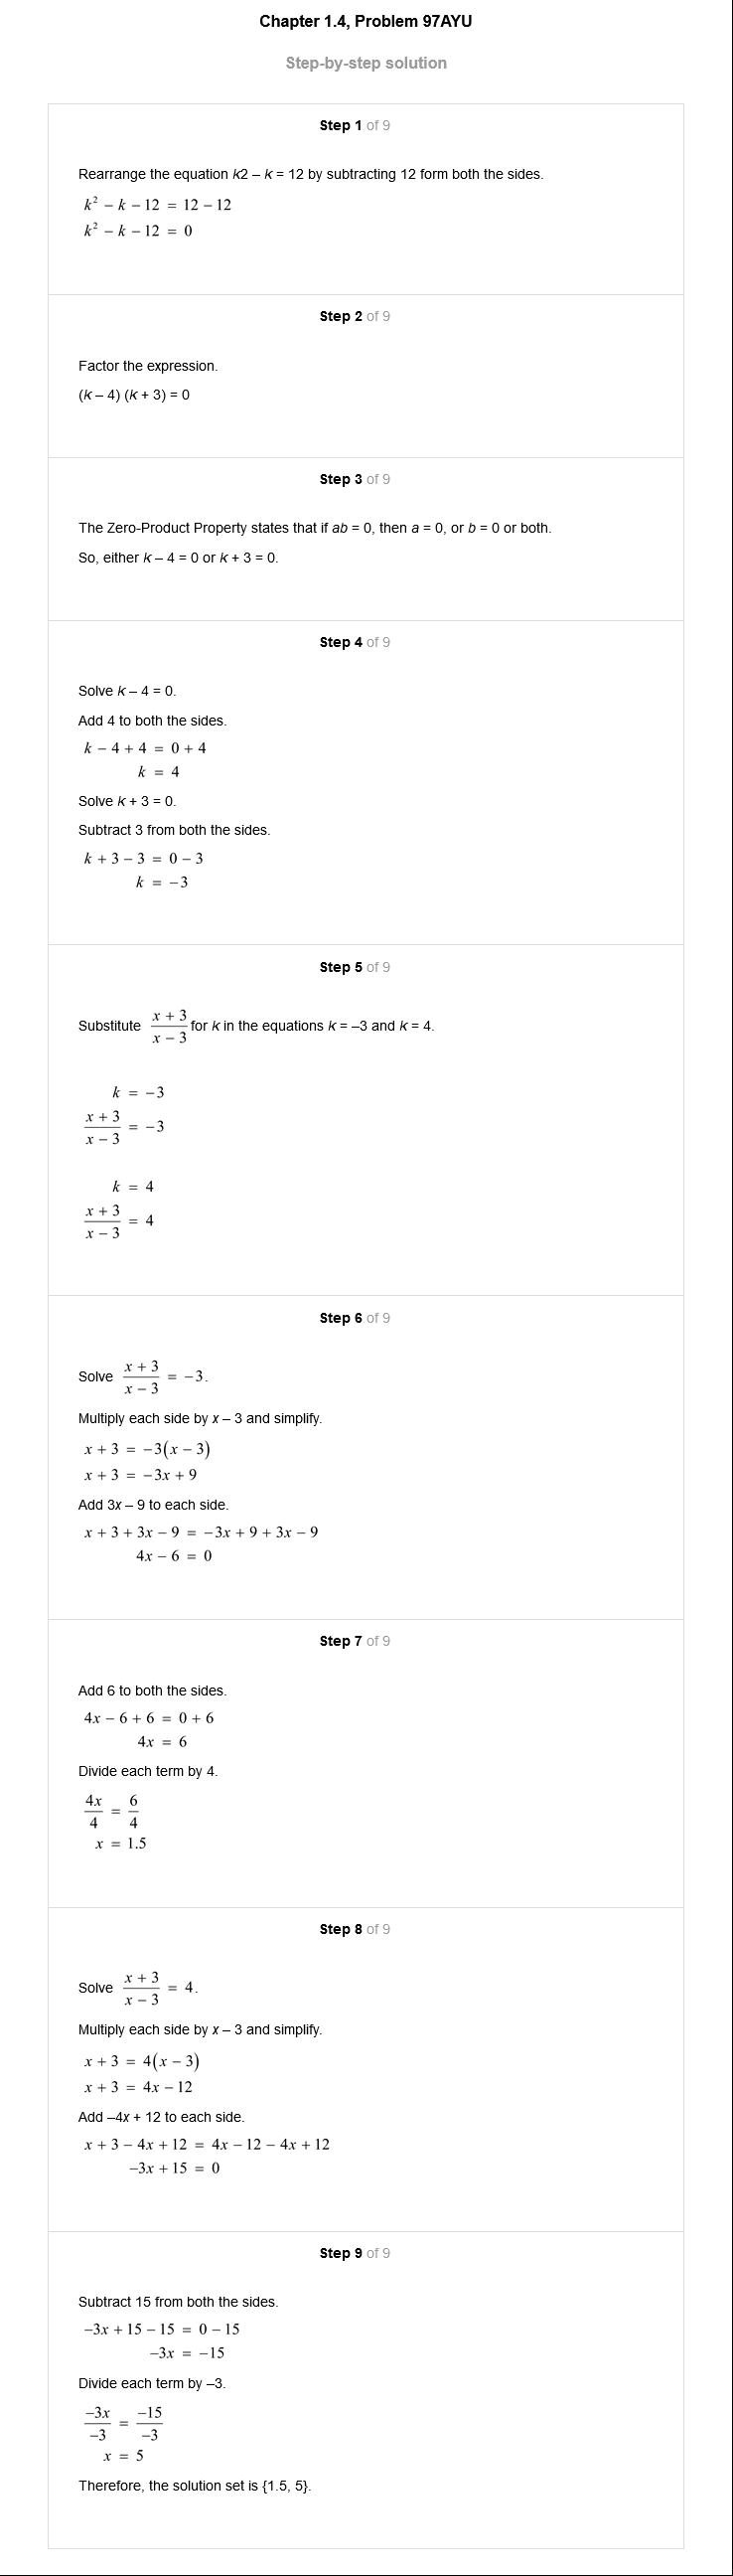 Chapter 1.4, Problem 97AYU
Step-by-step solution
Step 1 of 9
Rearrange the equation k2 – k = 12 by subtracting 12 form both the sides.
k² − k − 12 = 12 − 12
k² − k − 12 = 0
Step 2 of 9
Factor the expression.
(k – 4) (k + 3) = 0
Step 3 of 9
The Zero-Product Property states that if ab = 0, then a = 0, or b = 0 or both.
So, either k – 4 = 0 or k + 3 = 0.
Step 4 of 9
Solve k – 4 = 0.
Add 4 to both the sides.
k − 4 + 4 = 0 + 4
k = 4
Solve k + 3 = 0.
Subtract 3 from both the sides.
k + 3 − 3 = 0 − 3
k = −3
Step 5 of 9
Substitute (x + 3)/(x − 3) for k in the equations k = –3 and k = 4.
k = −3
(x + 3)/(x − 3) = −3
k = 4
(x + 3)/(x − 3) = 4
Step 6 of 9
Solve (x + 3)/(x − 3) = −3.
Multiply each side by x – 3 and simplify.
x + 3 = −3(x − 3)
x + 3 = −3x + 9
Add 3x – 9 to each side.
x + 3 + 3x − 9 = −3x + 9 + 3x − 9
4x − 6 = 0
Step 7 of 9
Add 6 to both the sides.
4x − 6 + 6 = 0 + 6
4x = 6
Divide each term by 4.
4x/4 = 6/4
x = 1.5
Step 8 of 9
Solve (x + 3)/(x − 3) = 4.
Multiply each side by x – 3 and simplify.
x + 3 = 4(x − 3)
x + 3 = 4x − 12
Add –4x + 12 to each side.
x + 3 − 4x + 12 = 4x − 12 − 4x + 12
−3x + 15 = 0
Step 9 of 9
Subtract 15 from both the sides.
−3x + 15 − 15 = 0 − 15
−3x = −15
Divide each term by –3.
−3x/−3 = −15/−3
x = 5
Therefore, the solution set is {1.5, 5}.